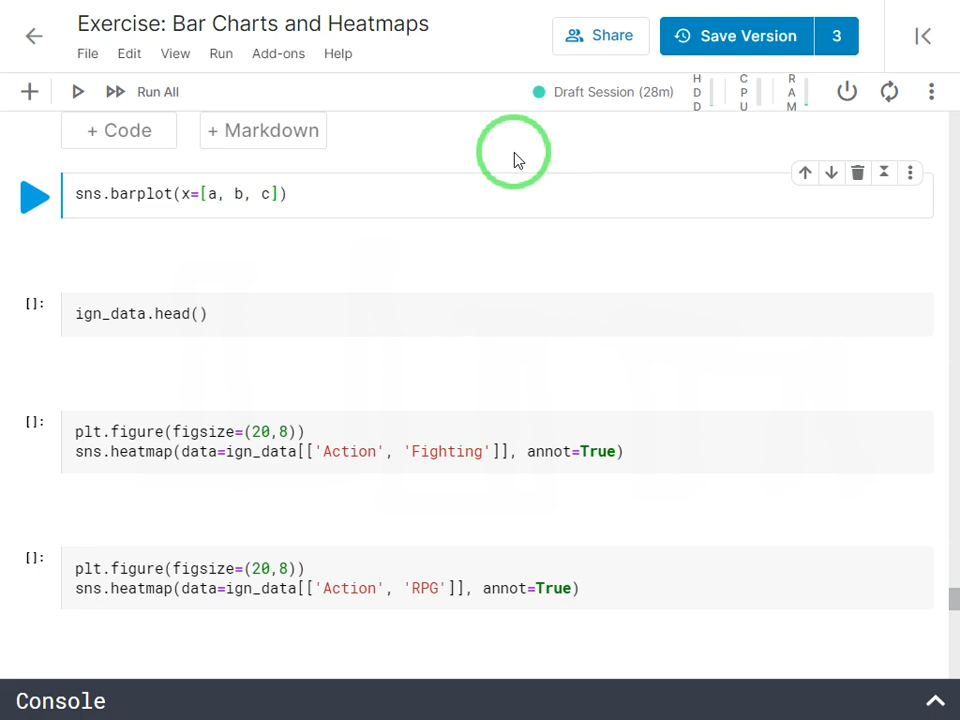 Exercise: Bar Charts and Heatmaps
File Edit View Run Add-ons Help
Share
Save Version 3
Run All
Draft Session (28m)
HDD
CPU
RAM
+ Code + Markdown
sns.barplot(x=[a, b, c])
[]:
ign_data.head()
[]:
plt.figure(figsize=(20,8))
sns.heatmap(data=ign_data[['Action', 'Fighting']], annot=True)
[]:
plt.figure(figsize=(20,8))
sns.heatmap(data=ign_data[['Action', 'RPG']], annot=True)
Console